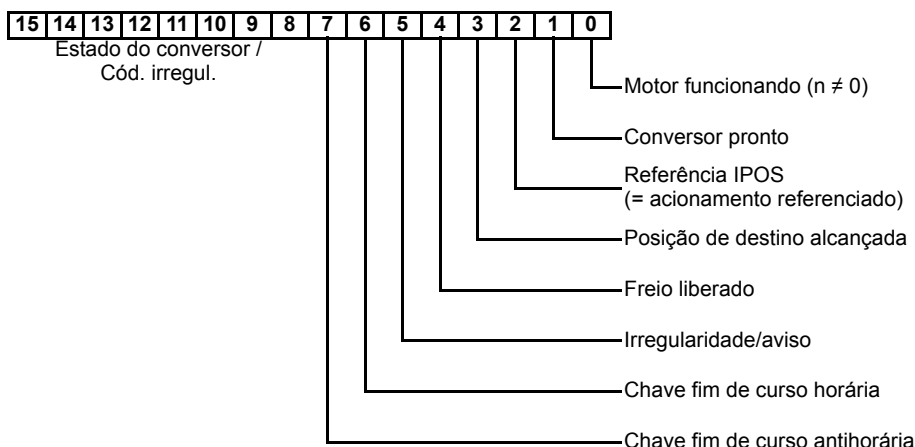 15 14 13 12 11 10 9 8 7 6 5 4 3 2 1 0
Estado do conversor /
Cód. irregul.
Motor funcionando (n ≠ 0)
Conversor pronto
Referência IPOS
(= acionamento referenciado)
Posição de destino alcançada
Freio liberado
Irregularidade/aviso
Chave fim de curso horária
Chave fim de curso antihorária